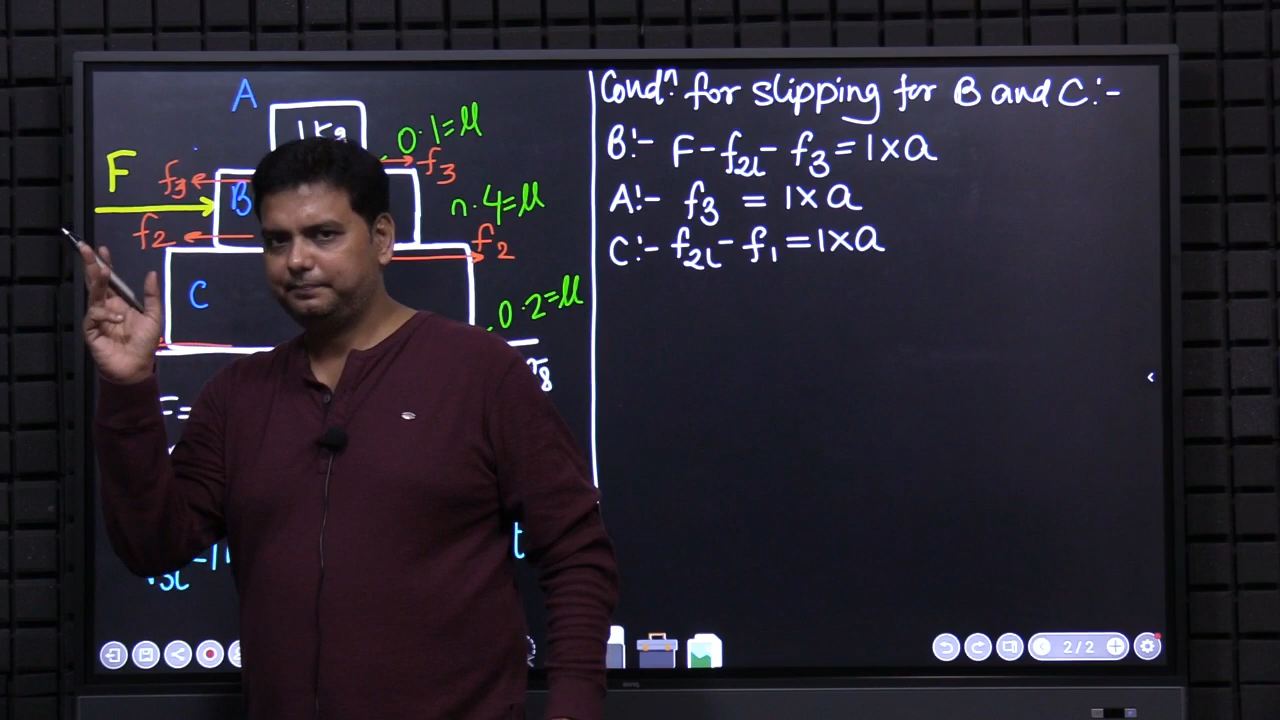 A
1kg
0.1=μ
F
f₃
f₃
B
.4=μ
f₂
f₂
C
0.2=μ
F=
t
Condⁿ for slipping for B and C:-
B:- F-f₂ₗ- f₃ = 1×a
A:- f₃ = 1×a
C:- f₂ₗ- f₁ = 1×a
2/2